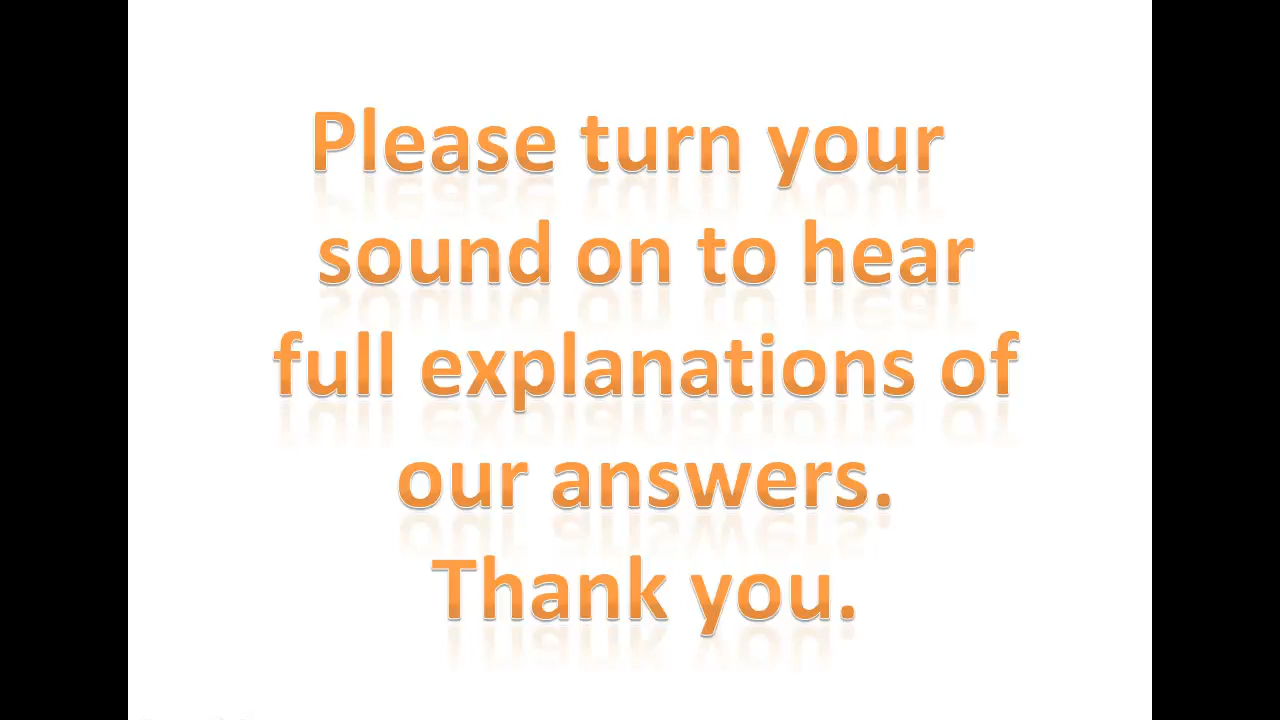 Please turn your
sound on to hear
full explanations of
our answers.
Thank you.